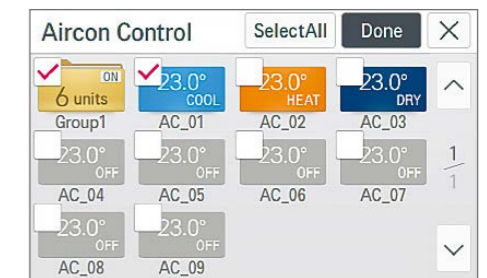 Aircon Control SelectAll Done
ON
6 units 23.0° COOL 23.0° HEAT 23.0° DRY
Group1 AC_01 AC_02 AC_03
23.0° OFF 23.0° OFF 23.0° OFF 23.0° OFF
AC_04 AC_05 AC_06 AC_07
1/1
23.0° OFF 23.0° OFF
AC_08 AC_09